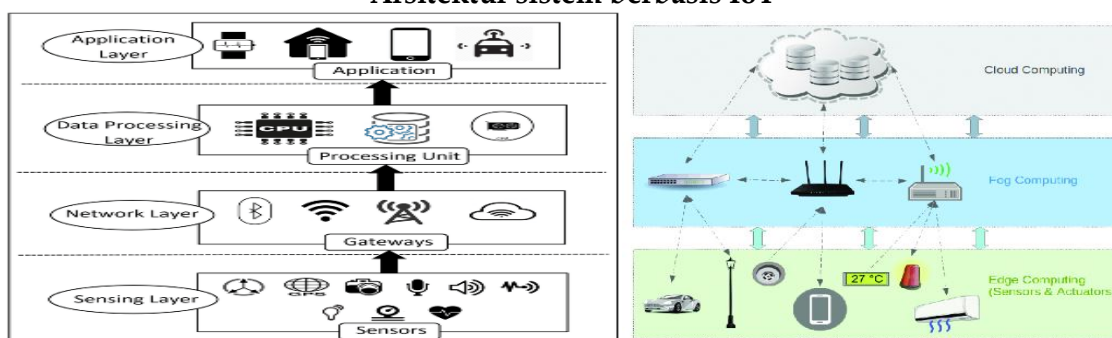 Arsitektur sistem berbasis IoT
Application
Layer
Application
Data Processing
Layer
CPU
Processing Unit
Network Layer
Gateways
Sensing Layer
GPS
Sensors
Cloud Computing
Fog Computing
27 °C
Edge Computing
(Sensors & Actuators